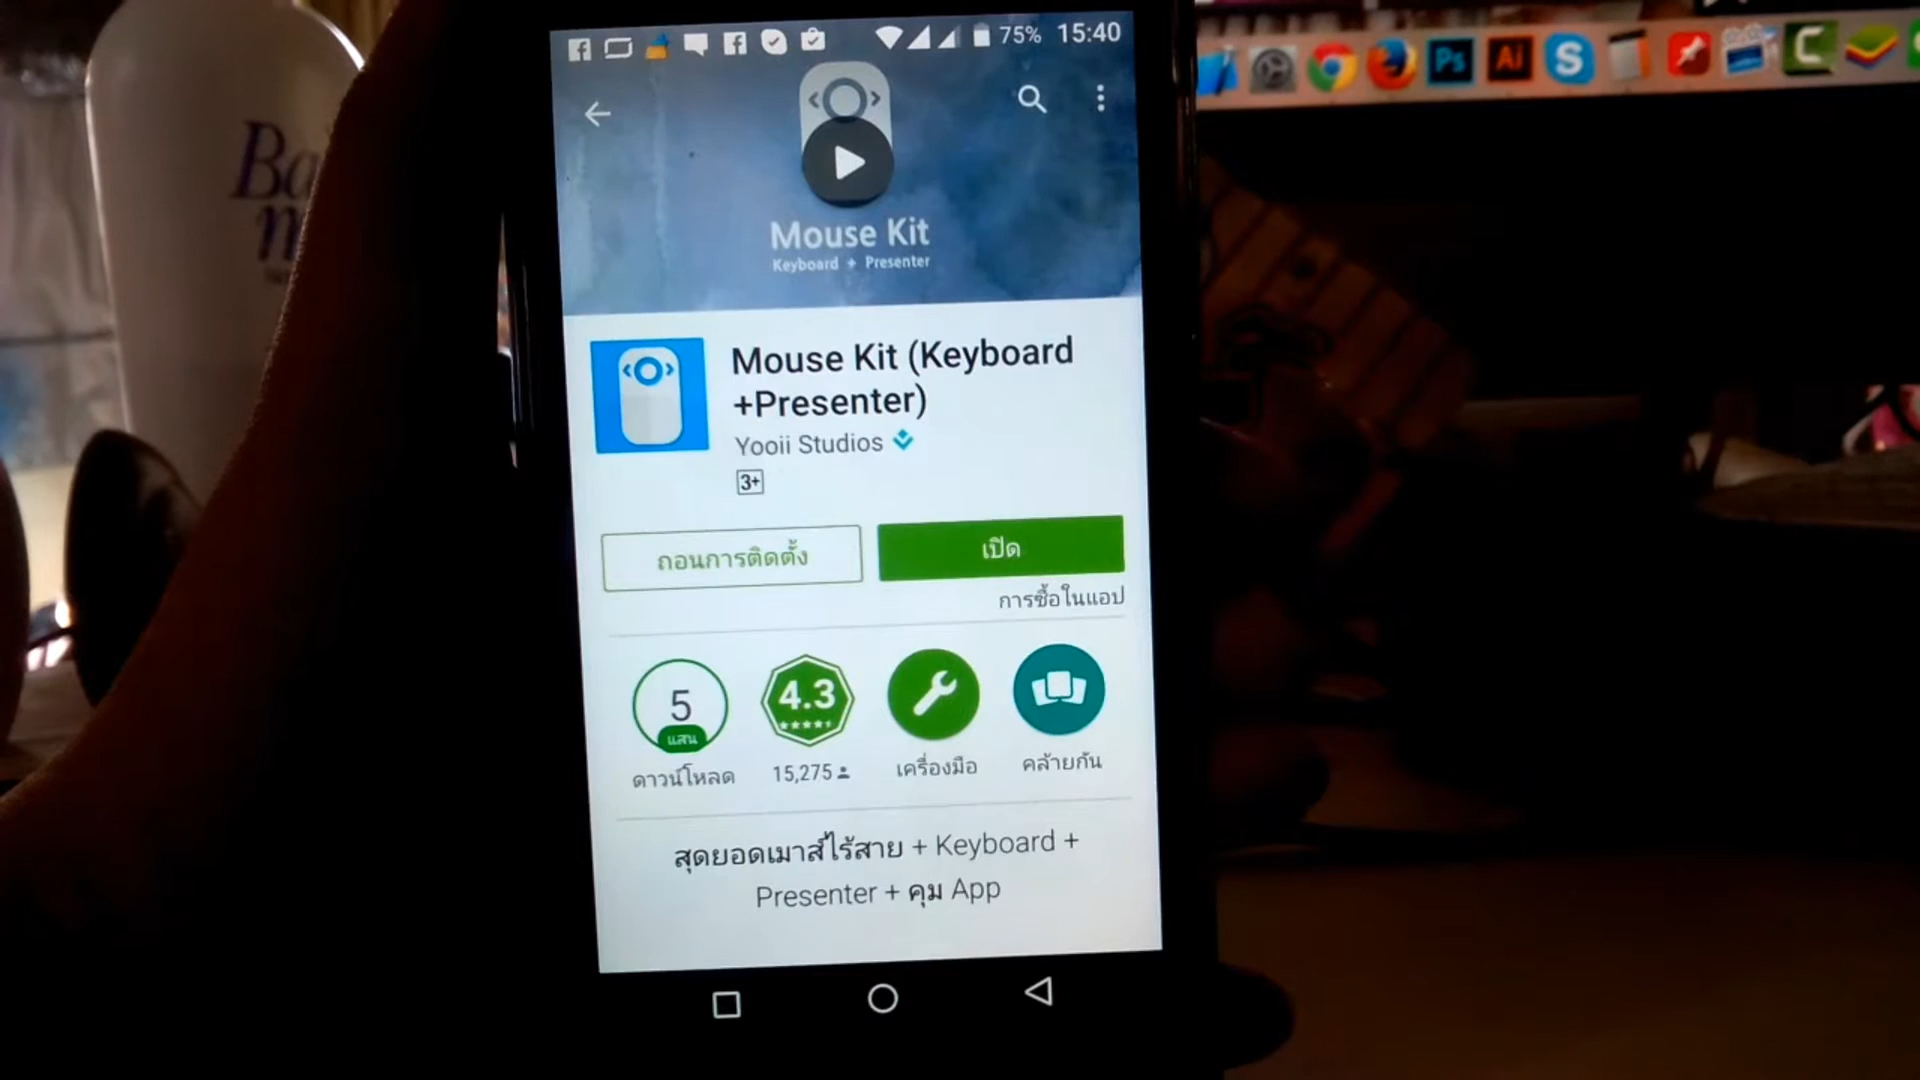 75% 15:40
Mouse Kit
Keyboard + Presenter
Mouse Kit (Keyboard
+Presenter)
Yooii Studios
3+
ถอนการติดตั้ง
เปิด
การซื้อในแอป
5
แสน
ดาวน์โหลด
4.3
15,275
เครื่องมือ
คล้ายกัน
สุดยอดเมาส์ไร้สาย + Keyboard +
Presenter + คุม App
Ps
Ai
S